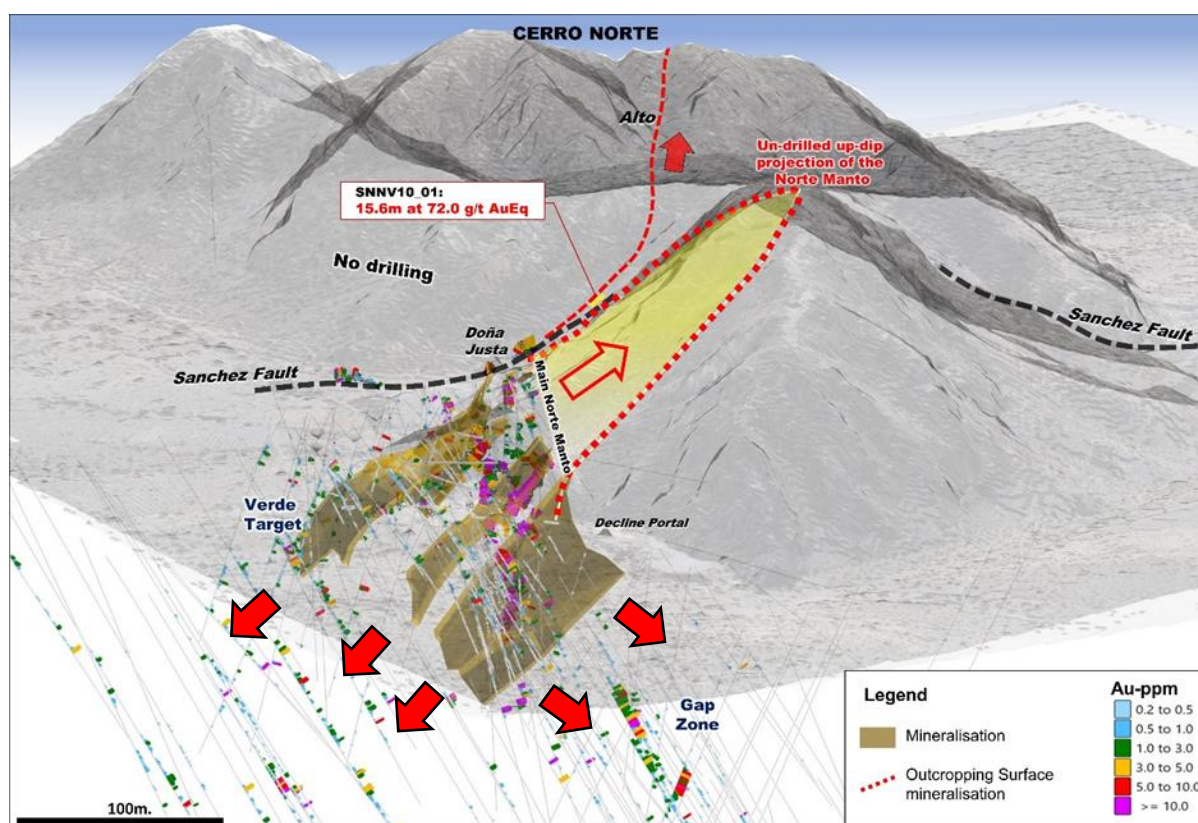 CERRO NORTE
Alto
Un-drilled up-dip
projection of the
Norte Manto
SNNV10_01:
15.6m at 72.0 g/t AuEq
No drilling
Sanchez Fault
Doña
Justa
Sanchez Fault
Main Norte Manto
Verde
Target
Decline Portal
Gap
Zone
100m.
Legend
Mineralisation
Outcropping Surface
mineralisation
Au-ppm
0.2 to 0.5
0.5 to 1.0
1.0 to 3.0
3.0 to 5.0
5.0 to 10.0
>= 10.0